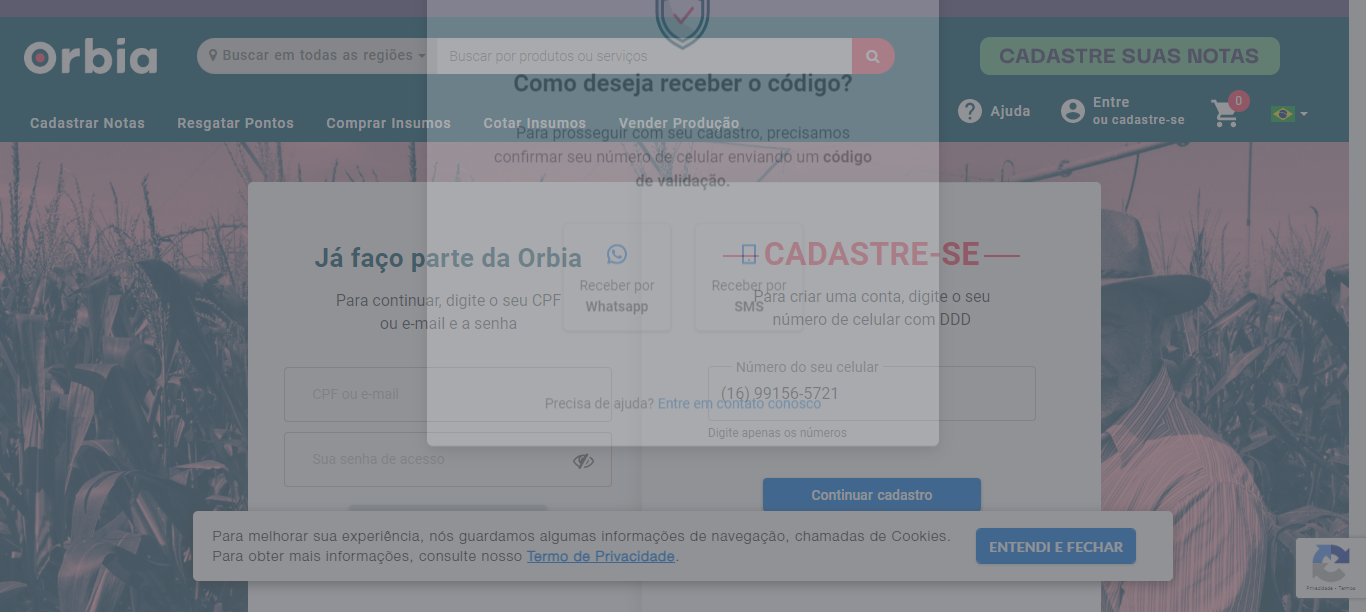 Orbia
Buscar em todas as regiões
Buscar por produtos ou serviços
CADASTRE SUAS NOTAS
Ajuda
Entre
ou cadastre-se
0
Cadastrar Notas
Resgatar Pontos
Comprar Insumos
Cotar Insumos
Vender Produção
Como deseja receber o código?
Para prosseguir com seu cadastro, precisamos
confirmar seu número de celular enviando um código
de validação.
Receber por
Whatsapp
Receber por
SMS
Precisa de ajuda? Entre em contato conosco
Já faço parte da Orbia
Para continuar, digite o seu CPF
ou e-mail e a senha
CPF ou e-mail
Sua senha de acesso
CADASTRE-SE
Para criar uma conta, digite o seu
número de celular com DDD
Número do seu celular
(16) 99156-5721
Digite apenas os números
Continuar cadastro
Para melhorar sua experiência, nós guardamos algumas informações de navegação, chamadas de Cookies.
Para obter mais informações, consulte nosso Termo de Privacidade.
ENTENDI E FECHAR
Privacidade - Termos